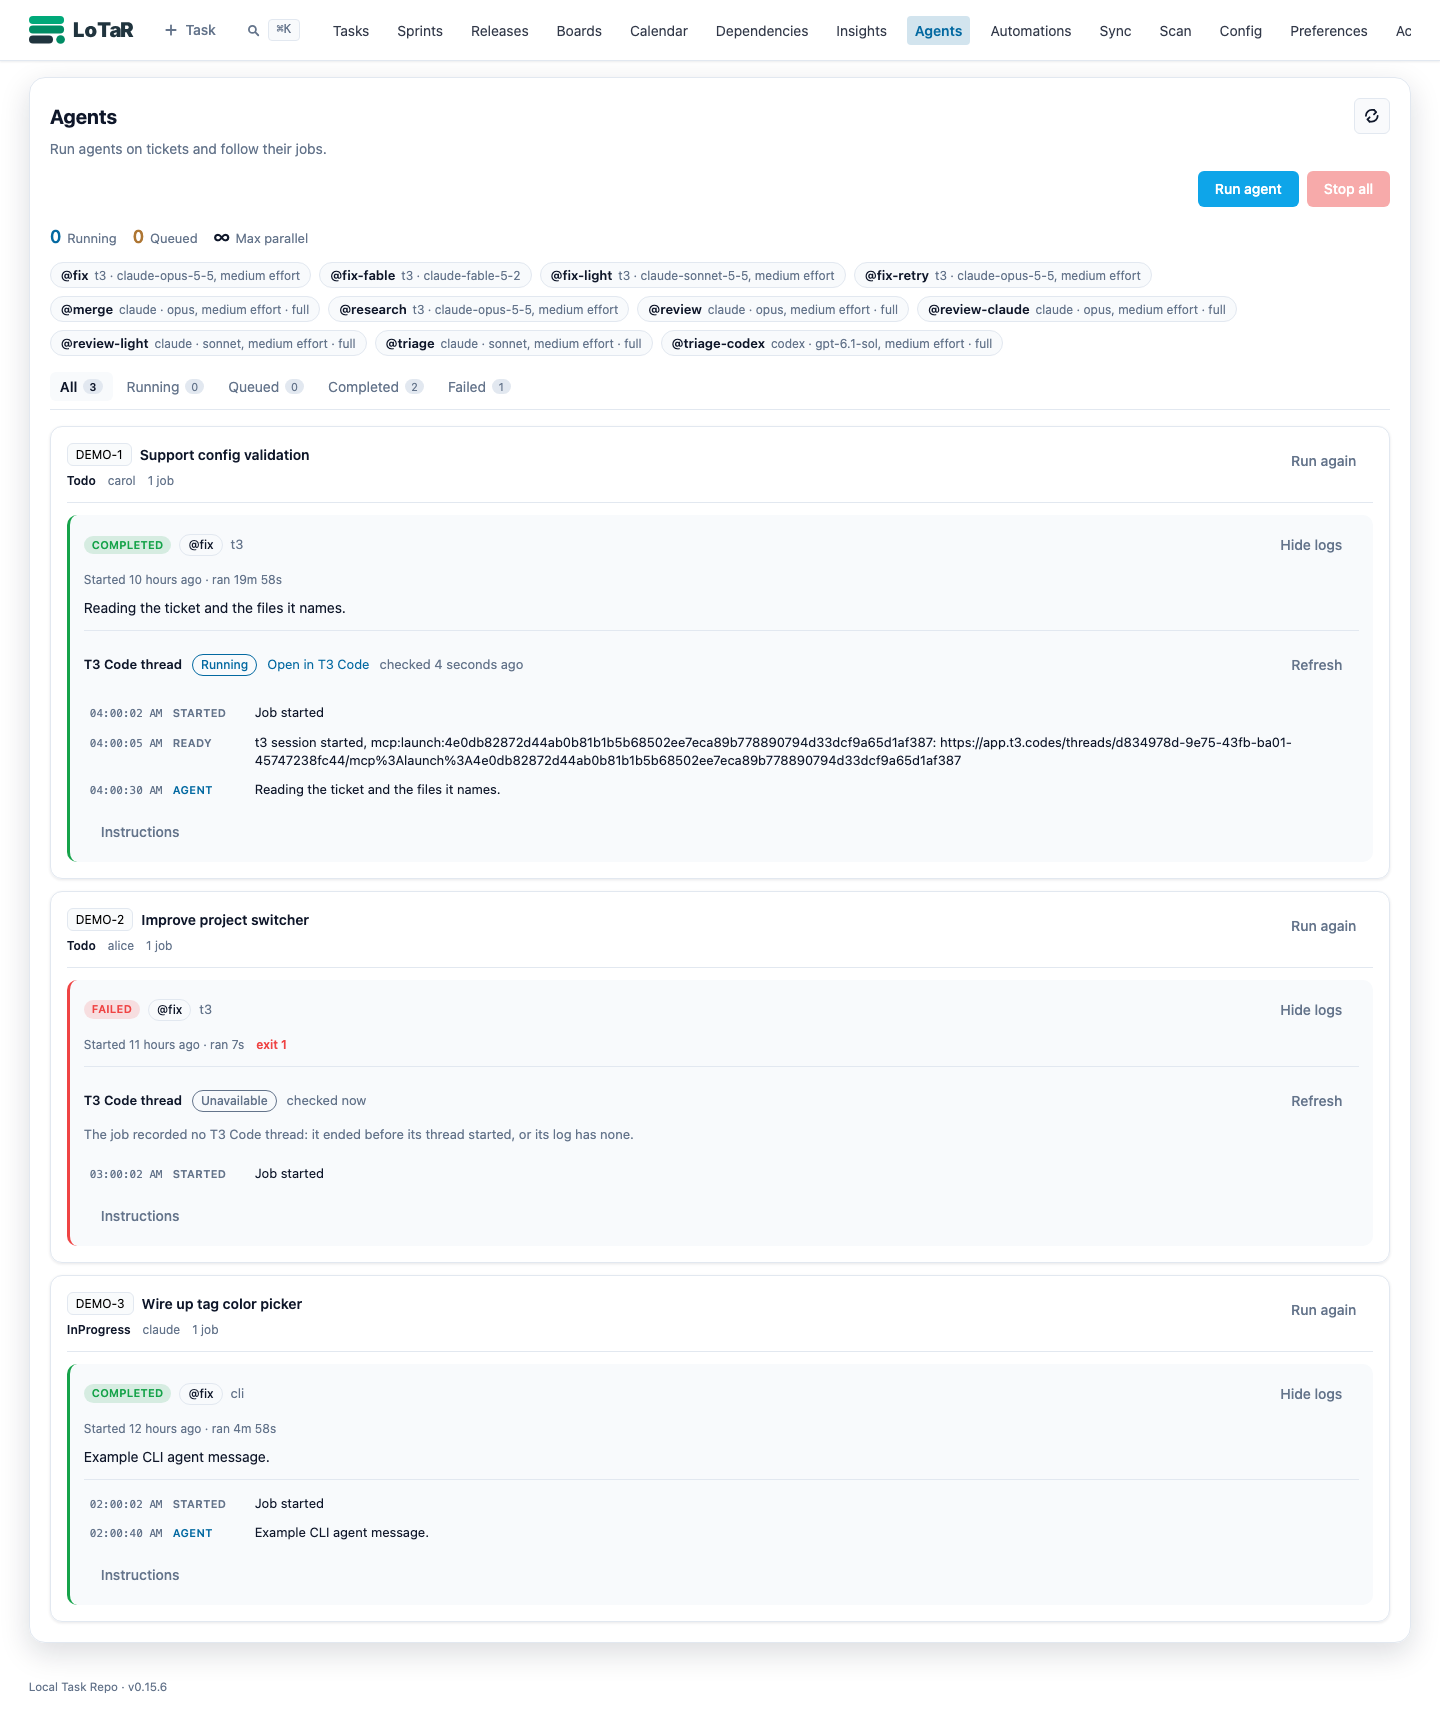 LoTaR
Task
⌘K
Tasks Sprints Releases Boards Calendar Dependencies Insights Agents Automations Sync Scan Config Preferences Ac
Agents
Run agents on tickets and follow their jobs.
Run agent Stop all
0 Running 0 Queued ∞ Max parallel
@fix t3 · claude-opus-5-5, medium effort @fix-fable t3 · claude-fable-5-2 @fix-light t3 · claude-sonnet-5-5, medium effort @fix-retry t3 · claude-opus-5-5, medium effort
@merge claude · opus, medium effort · full @research t3 · claude-opus-5-5, medium effort @review claude · opus, medium effort · full @review-claude claude · opus, medium effort · full
@review-light claude · sonnet, medium effort · full @triage claude · sonnet, medium effort · full @triage-codex codex · gpt-6.1-sol, medium effort · full
All 3 Running 0 Queued 0 Completed 2 Failed 1
DEMO-1 Support config validation
Run again
Todo carol 1 job
COMPLETED @fix t3
Hide logs
Started 10 hours ago · ran 19m 58s
Reading the ticket and the files it names.
T3 Code thread Running Open in T3 Code checked 4 seconds ago
Refresh
04:00:02 AM STARTED Job started
04:00:05 AM READY t3 session started, mcp:launch:4e0db82872d44ab0b81b1b5b68502ee7eca89b778890794d33dcf9a65d1af387: https://app.t3.codes/threads/d834978d-9e75-43fb-ba01-
45747238fc44/mcp%3Alaunch%3A4e0db82872d44ab0b81b1b5b68502ee7eca89b778890794d33dcf9a65d1af387
04:00:30 AM AGENT Reading the ticket and the files it names.
Instructions
DEMO-2 Improve project switcher
Run again
Todo alice 1 job
FAILED @fix t3
Hide logs
Started 11 hours ago · ran 7s exit 1
T3 Code thread Unavailable checked now
Refresh
The job recorded no T3 Code thread: it ended before its thread started, or its log has none.
03:00:02 AM STARTED Job started
Instructions
DEMO-3 Wire up tag color picker
Run again
InProgress claude 1 job
COMPLETED @fix cli
Hide logs
Started 12 hours ago · ran 4m 58s
Example CLI agent message.
02:00:02 AM STARTED Job started
02:00:40 AM AGENT Example CLI agent message.
Instructions
Local Task Repo · v0.15.6